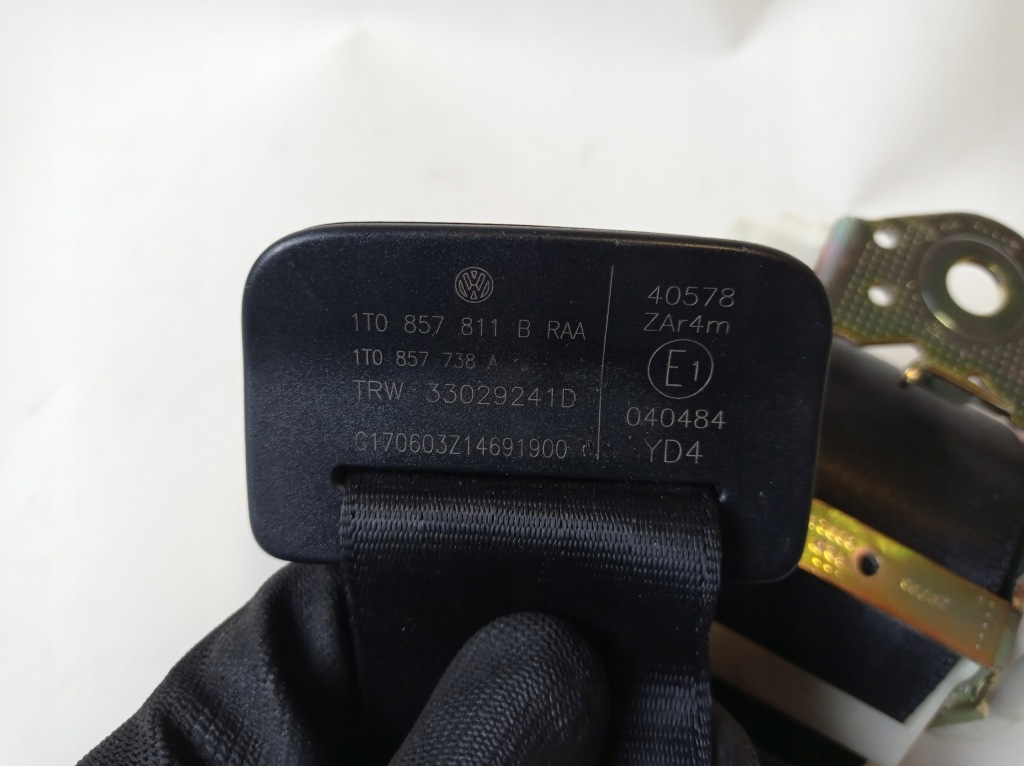 1T0 857 811 B RAA
1T0 857 738 A
TRW 33029241D
G170603Z14691900
40578
ZAr4m
E1
040484
YD4